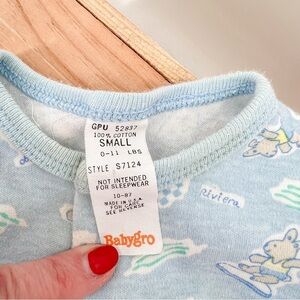 GPU 52837
100% COTTON
SMALL
0-11 LBS
STYLE S7124
NOT INTENDED
FOR SLEEPWEAR
10-87
MADE IN U.S.A.
FOR CARE
SEE REVERSE
Babygro
Riviera